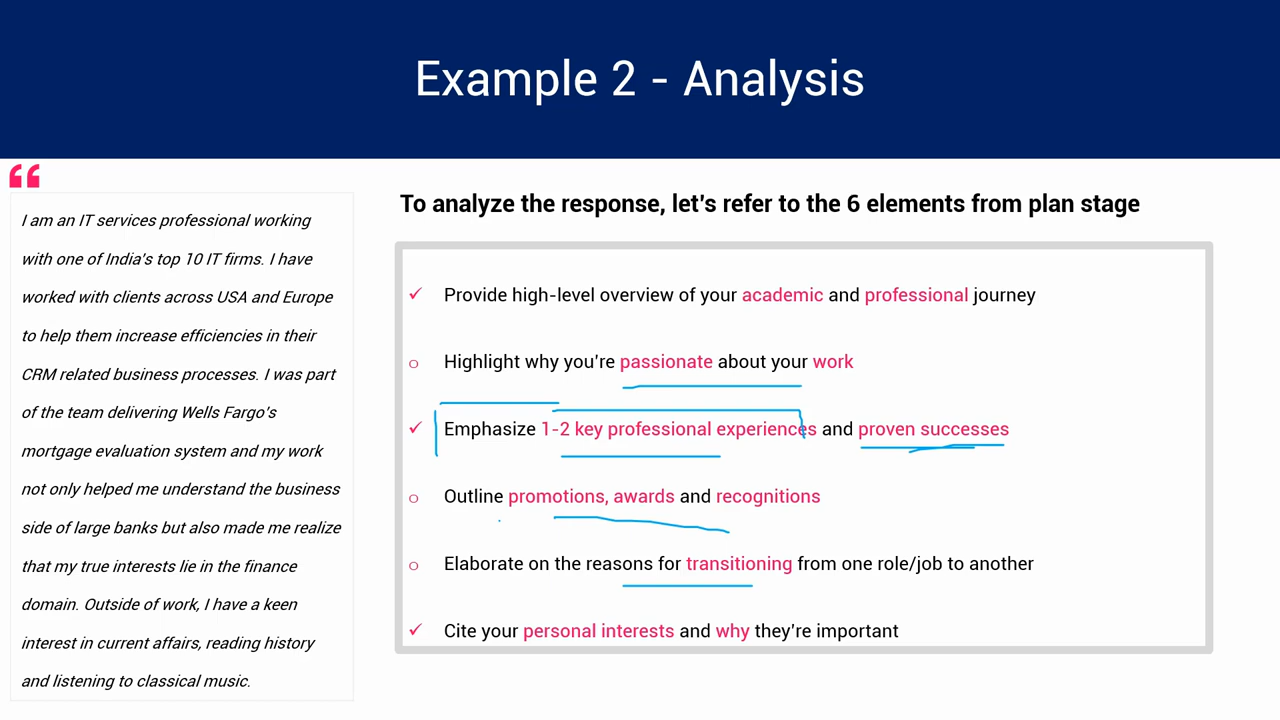 Example 2 - Analysis
I am an IT services professional working
with one of India's top 10 IT firms. I have
worked with clients across USA and Europe
to help them increase efficiencies in their
CRM related business processes. I was part
of the team delivering Wells Fargo's
mortgage evaluation system and my work
not only helped me understand the business
side of large banks but also made me realize
that my true interests lie in the finance
domain. Outside of work, I have a keen
interest in current affairs, reading history
and listening to classical music.
To analyze the response, let's refer to the 6 elements from plan stage
✓ Provide high-level overview of your academic and professional journey
o Highlight why you're passionate about your work
✓ Emphasize 1-2 key professional experiences and proven successes
o Outline promotions, awards and recognitions
o Elaborate on the reasons for transitioning from one role/job to another
✓ Cite your personal interests and why they're important